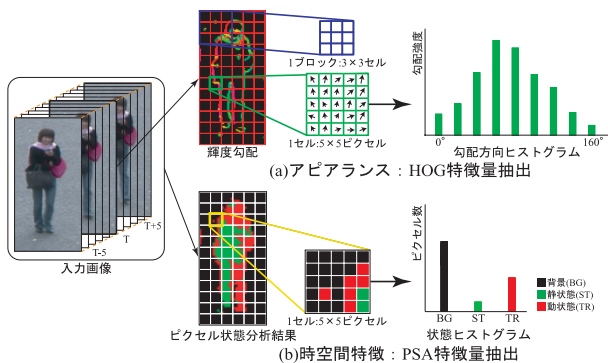 T-5
T
T+5
入力画像
輝度勾配
1ブロック:3×3セル
1セル:5×5ピクセル
勾配強度
0°
160°
勾配方向ヒストグラム
(a)アピアランス：HOG特徴量抽出
ピクセル状態分析結果
1セル:5×5ピクセル
ピクセル数
BG
ST
TR
状態ヒストグラム
背景(BG)
静状態(ST)
動状態(TR)
(b)時空間特徴：PSA特徴量抽出